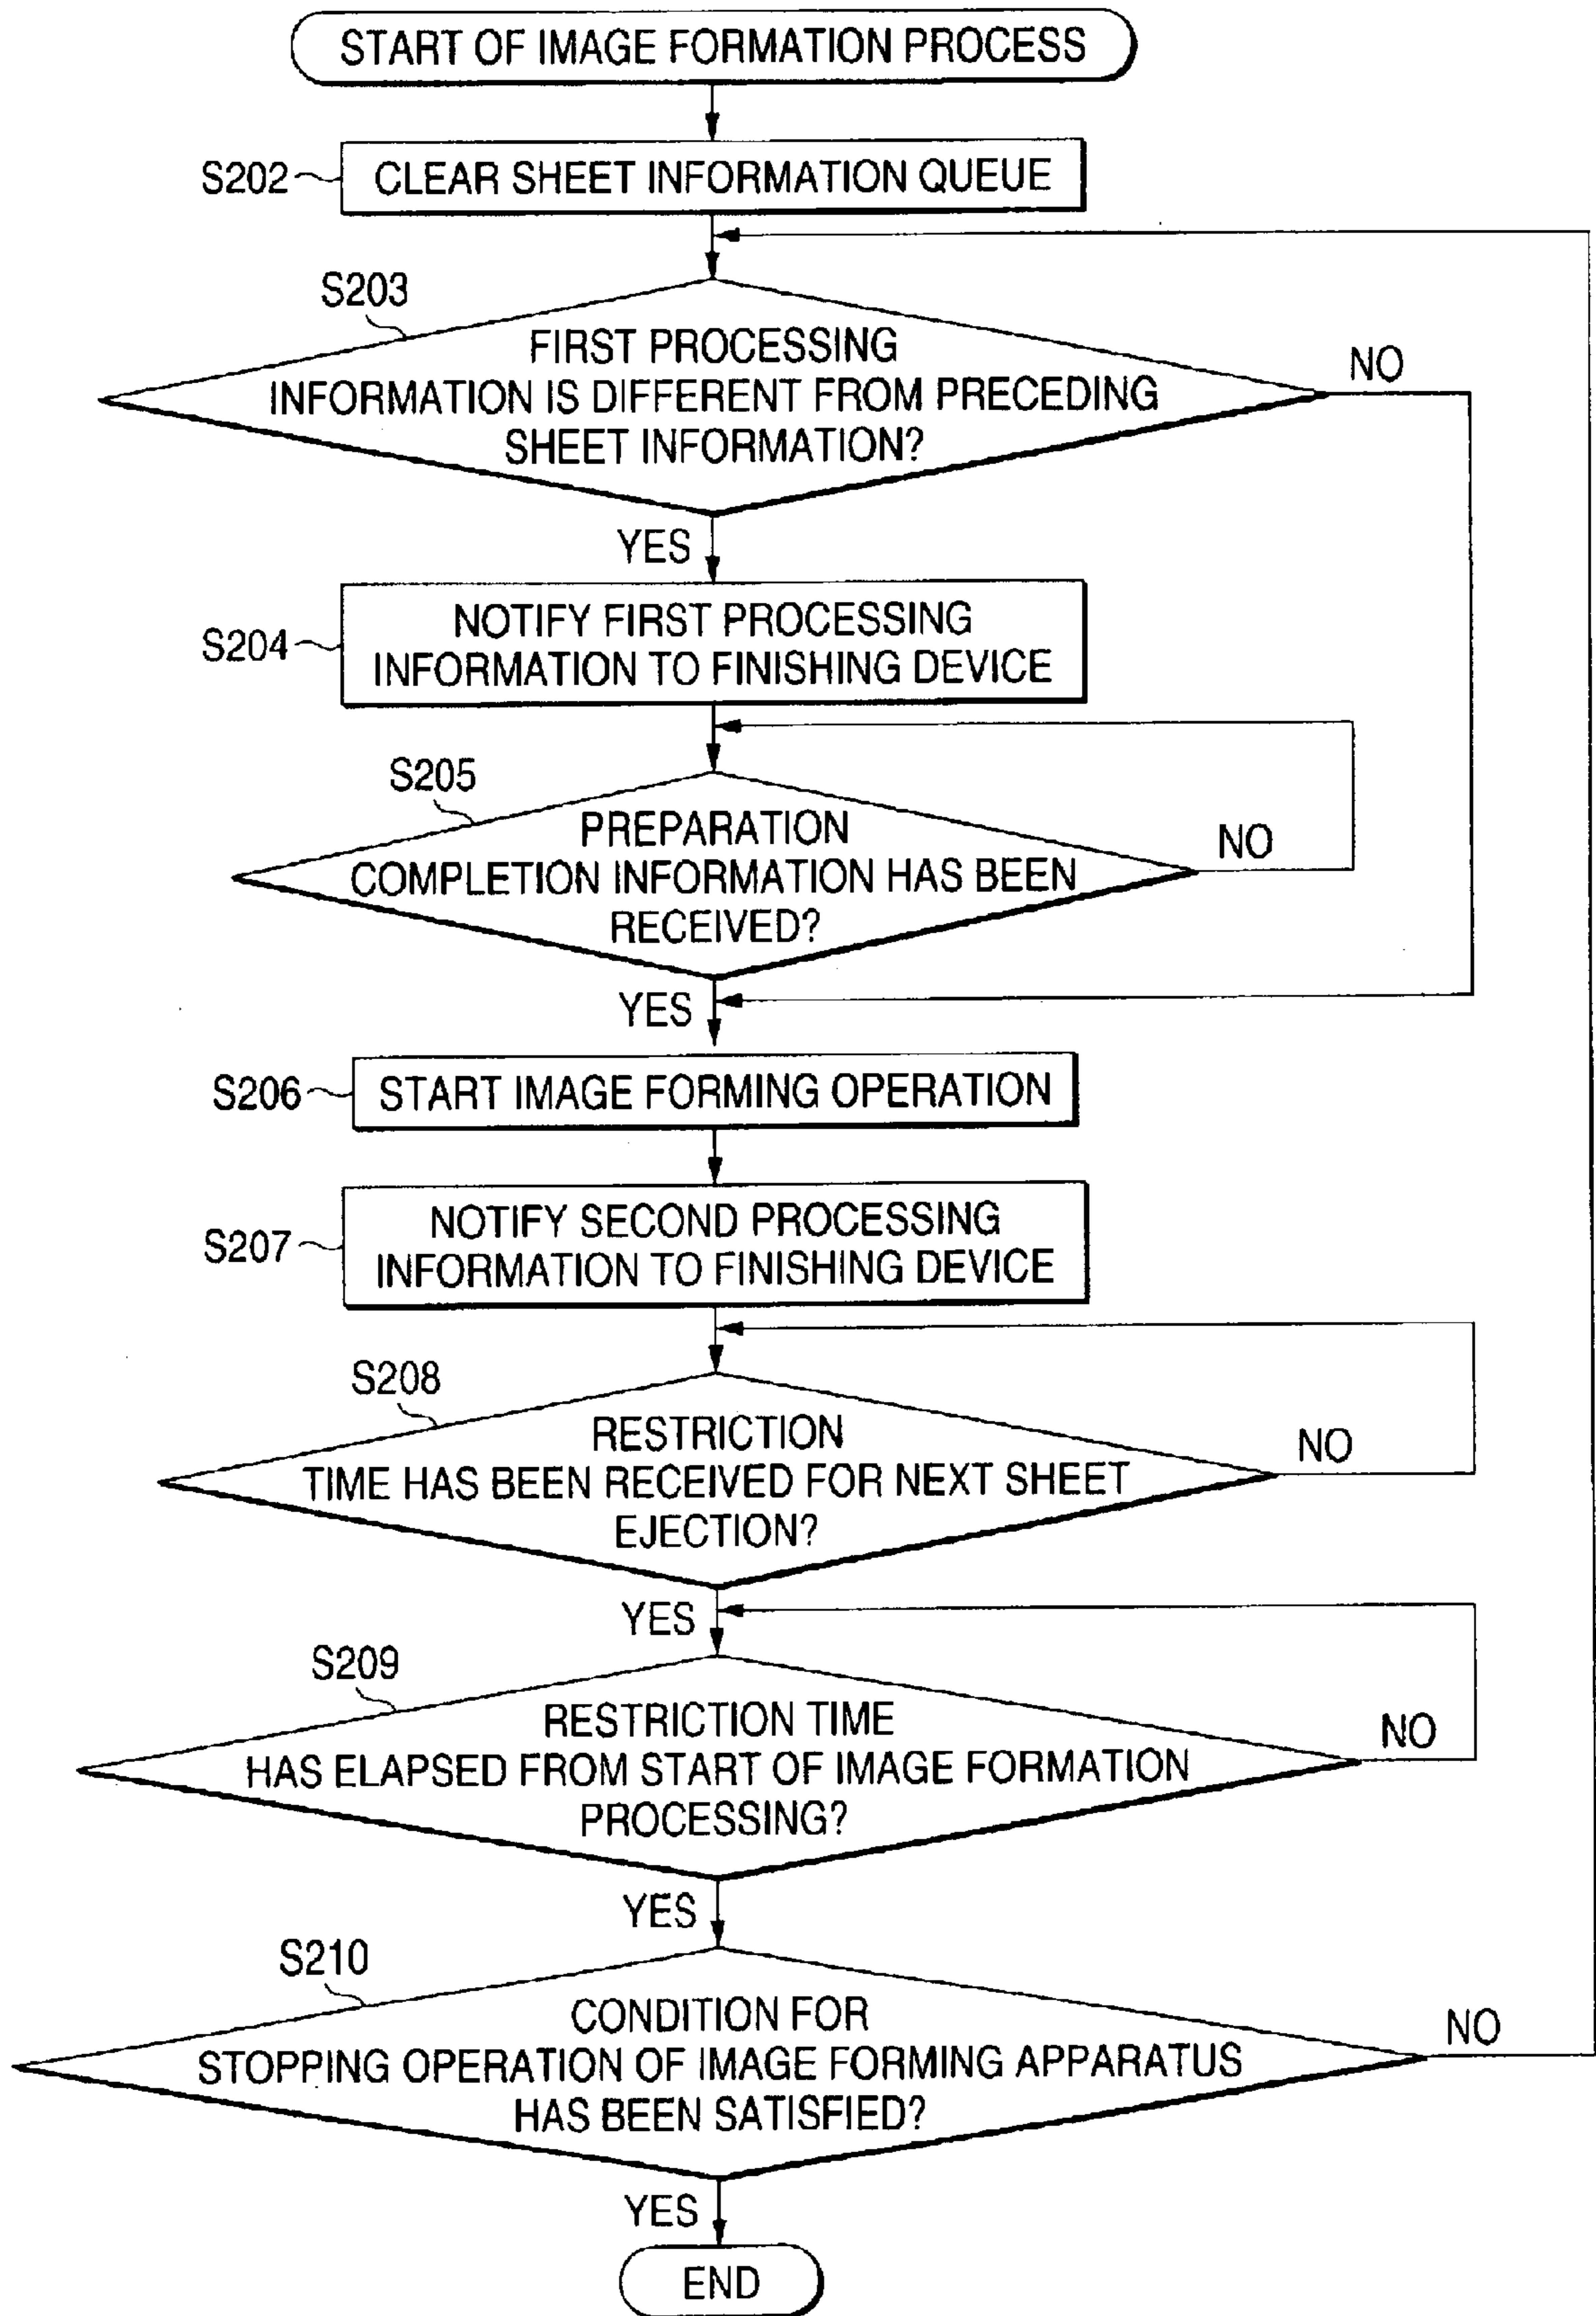 START OF IMAGE FORMATION PROCESS
S202
CLEAR SHEET INFORMATION QUEUE
S203
FIRST PROCESSING
INFORMATION IS DIFFERENT FROM PRECEDING
SHEET INFORMATION?
NO
YES
S204
NOTIFY FIRST PROCESSING
INFORMATION TO FINISHING DEVICE
S205
PREPARATION
COMPLETION INFORMATION HAS BEEN
RECEIVED?
NO
YES
S206
START IMAGE FORMING OPERATION
S207
NOTIFY SECOND PROCESSING
INFORMATION TO FINISHING DEVICE
S208
RESTRICTION
TIME HAS BEEN RECEIVED FOR NEXT SHEET
EJECTION?
NO
YES
S209
RESTRICTION TIME
HAS ELAPSED FROM START OF IMAGE FORMATION
PROCESSING?
NO
YES
S210
CONDITION FOR
STOPPING OPERATION OF IMAGE FORMING APPARATUS
HAS BEEN SATISFIED?
NO
YES
END